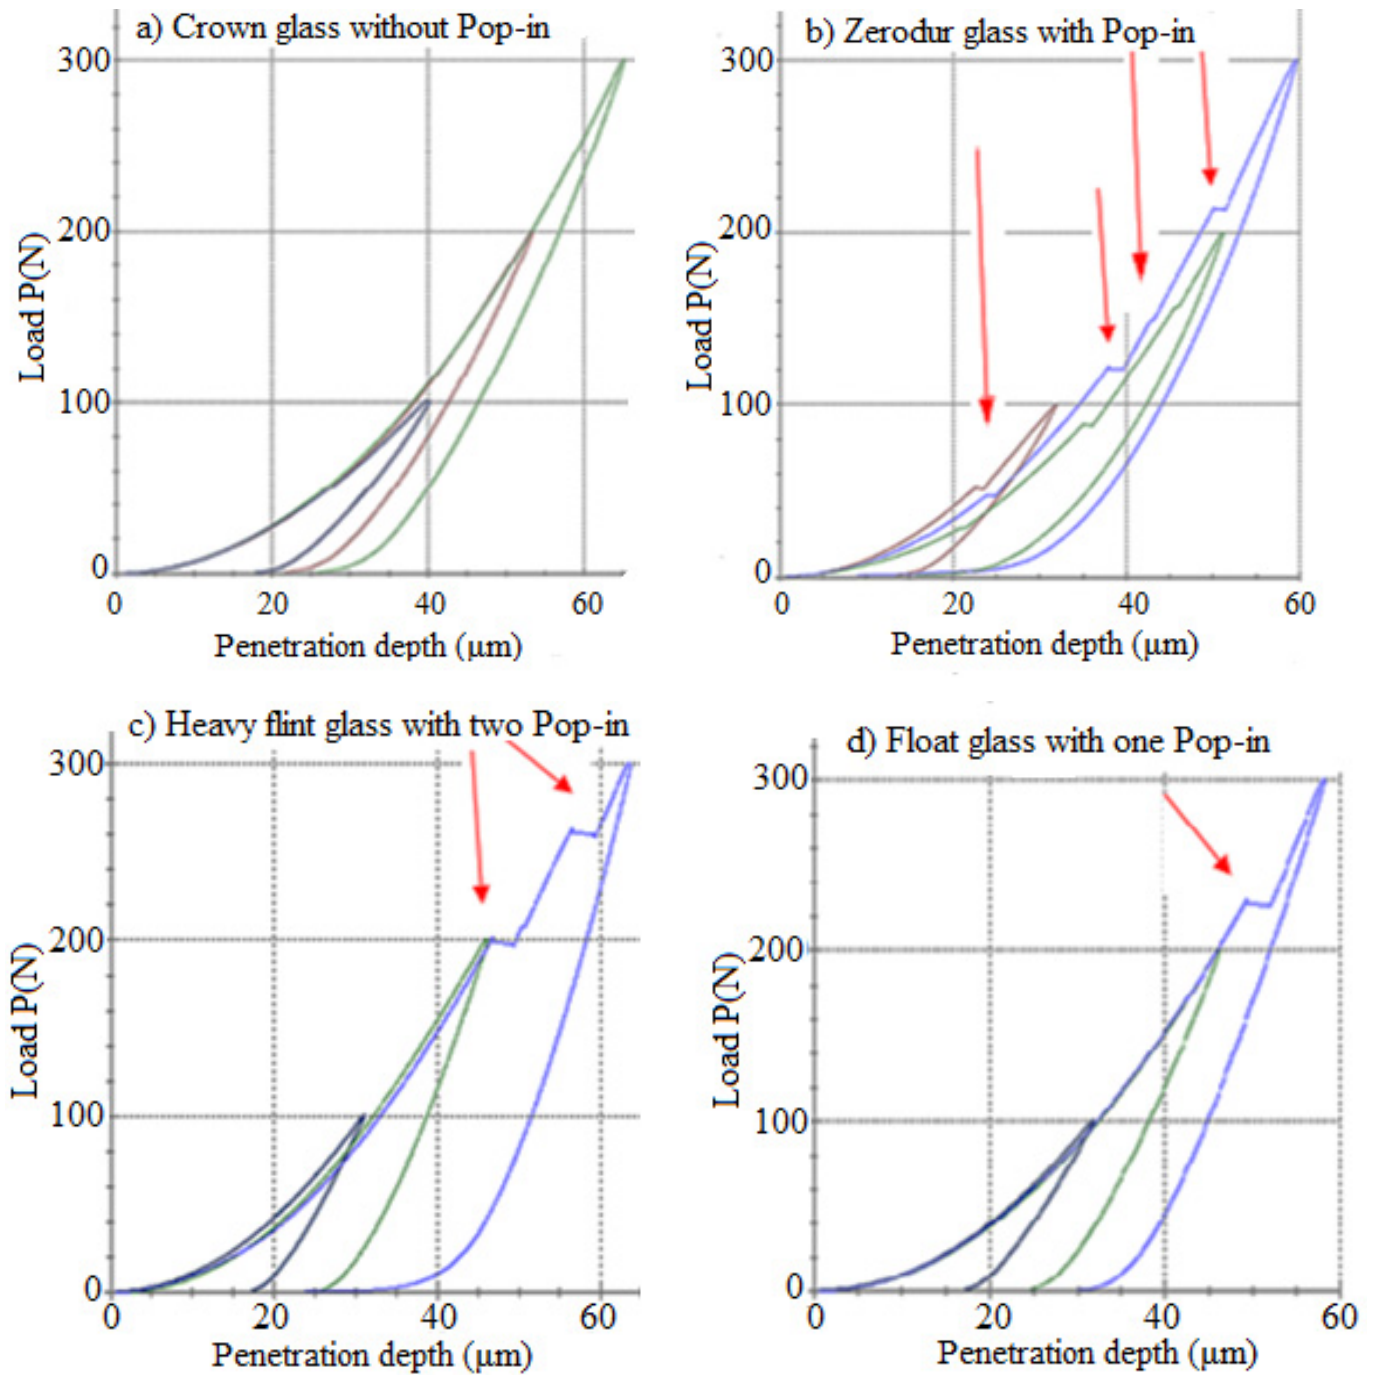 a) Crown glass without Pop-in
300
200
100
0
0 20 40 60
Load P(N)
Penetration depth (μm)
b) Zerodur glass with Pop-in
300
200
100
0
0 20 40 60
Load P(N)
Penetration depth (μm)
c) Heavy flint glass with two Pop-in
300
200
100
0
0 20 40 60
Load P(N)
Penetration depth (μm)
d) Float glass with one Pop-in
300
200
100
0
0 20 40 60
Load P(N)
Penetration depth (μm)